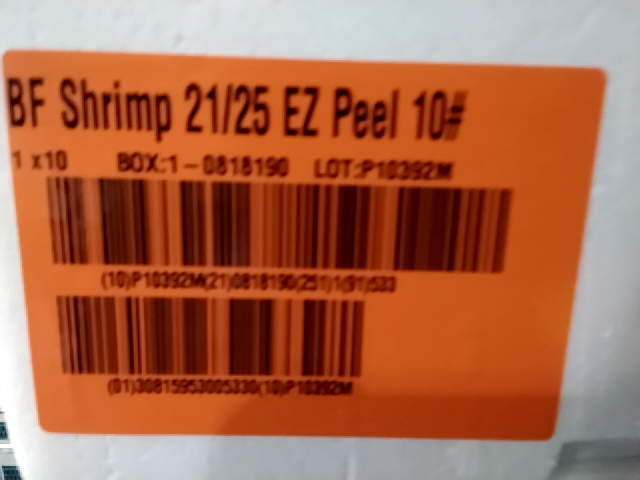 BF Shrimp 21/25 EZ Peel 10#
1 x10 BOX:1-0818190 LOT:P10392M
(10)P10392M(21)0818190(251)1(91)533
(01)30815953005330(10)P10392M